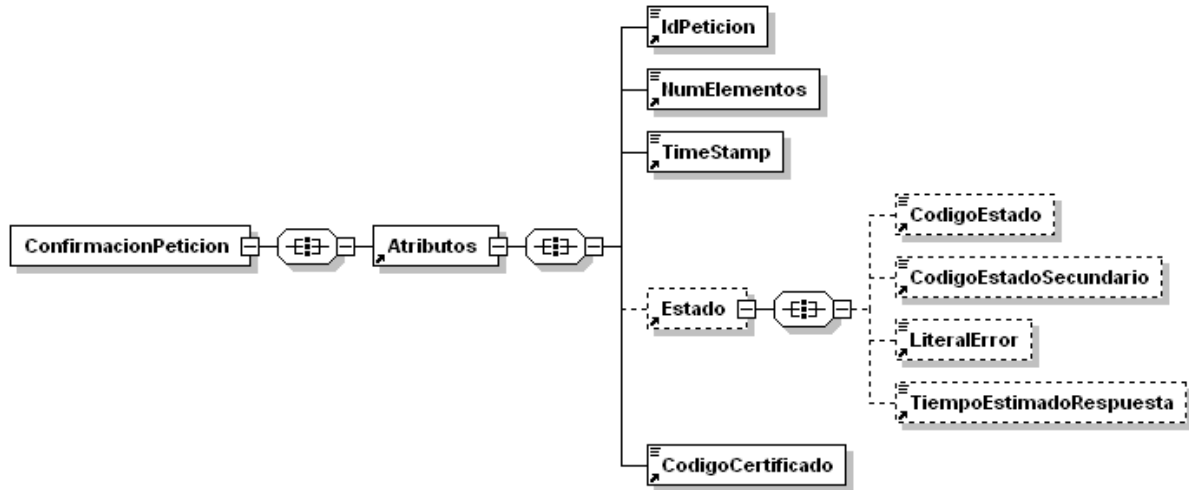 IdPeticion
NumElementos
TimeStamp
CodigoEstado
ConfirmacionPeticion
Atributos
CodigoEstadoSecundario
Estado
LiteralError
TiempoEstimadoRespuesta
CodigoCertificado